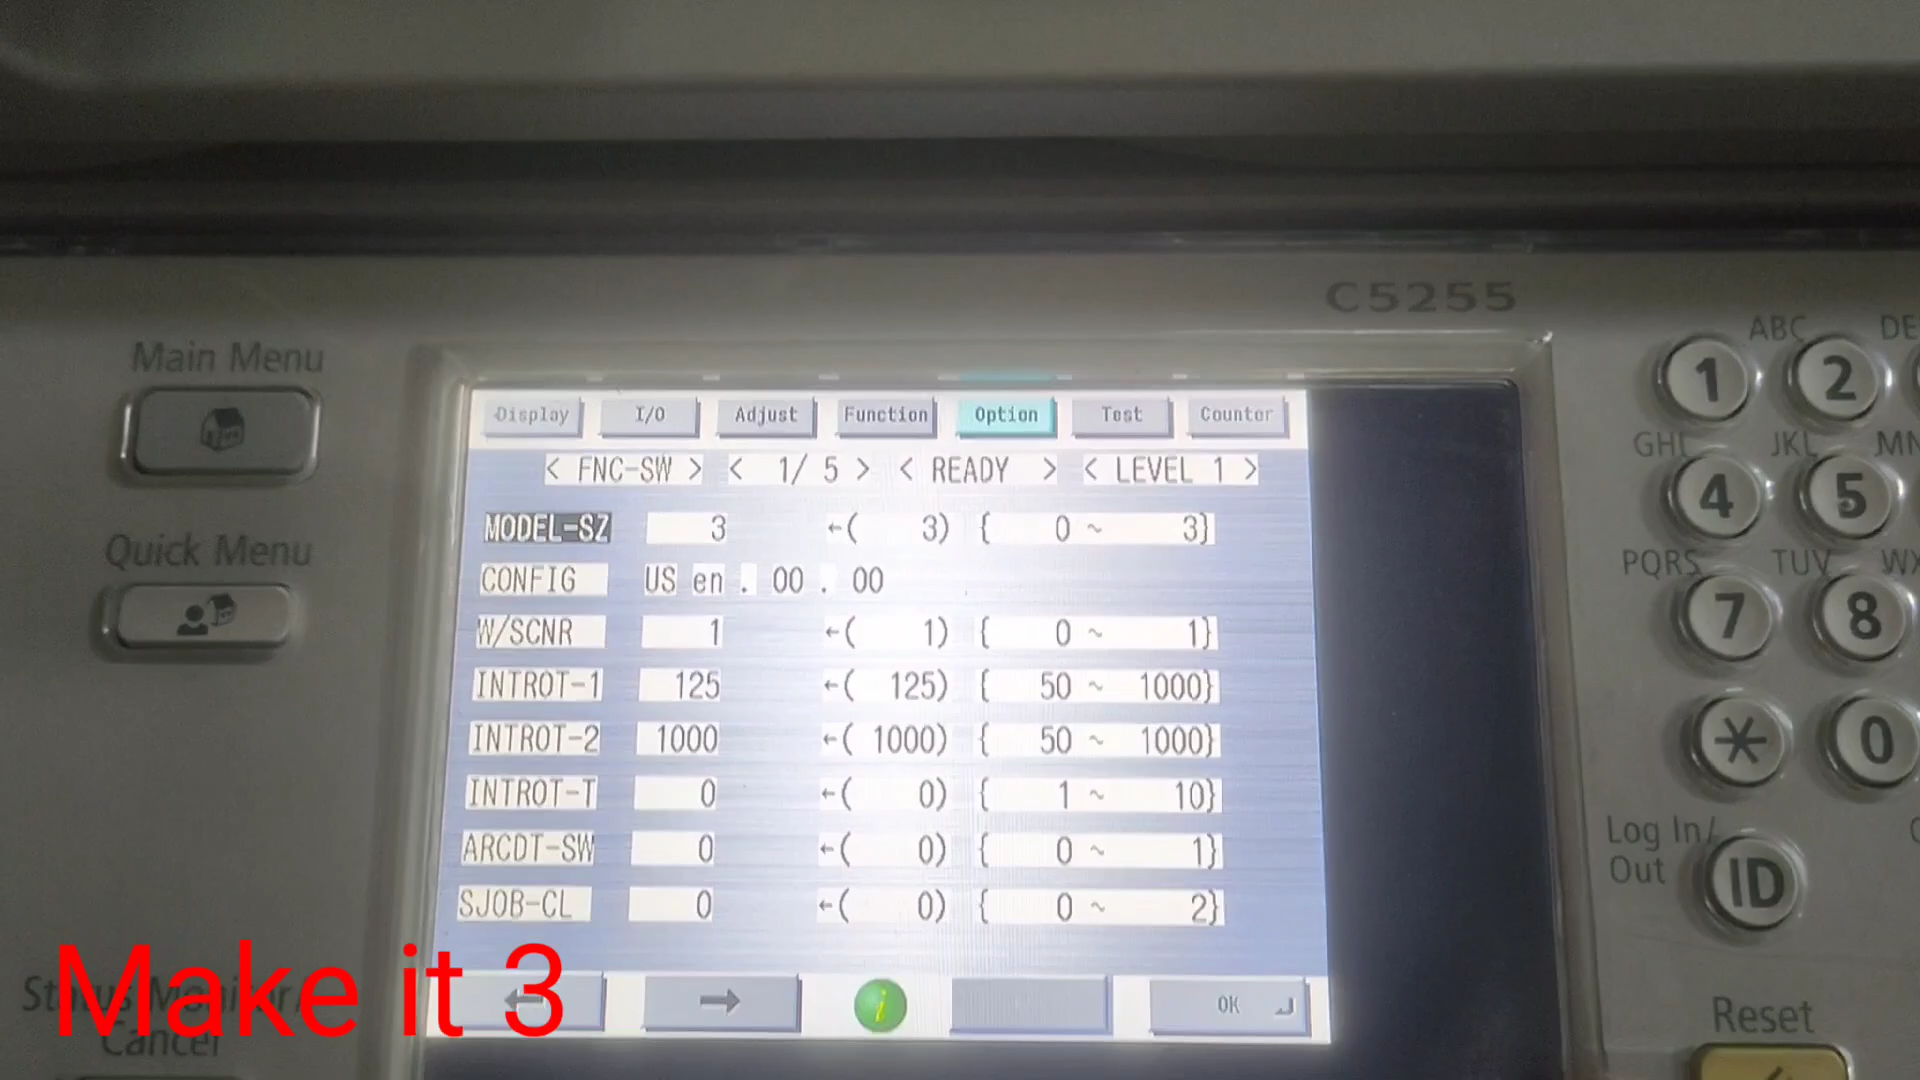 C5255
Main Menu
Quick Menu
Display I/O Adjust Function Option Test Counter
< FNC-SW > < 1/ 5 > < READY > < LEVEL 1 >
MODEL-SZ 3 ←( 3) { 0 ~ 3}
CONFIG US en . 00 . 00
W/SCNR 1 ←( 1) { 0 ~ 1}
INTROT-1 125 ←( 125) { 50 ~ 1000}
INTROT-2 1000 ←( 1000) { 50 ~ 1000}
INTROT-T 0 ←( 0) { 1 ~ 10}
ARCDT-SW 0 ←( 0) { 0 ~ 1}
SJOB-CL 0 ←( 0) { 0 ~ 2}
← → i OK
Make it 3
Cancel
ABC DE
1 2
GHI JKL MN
4 5
PQRS TUV WX
7 8
* 0
Log In/
Out
ID
Reset